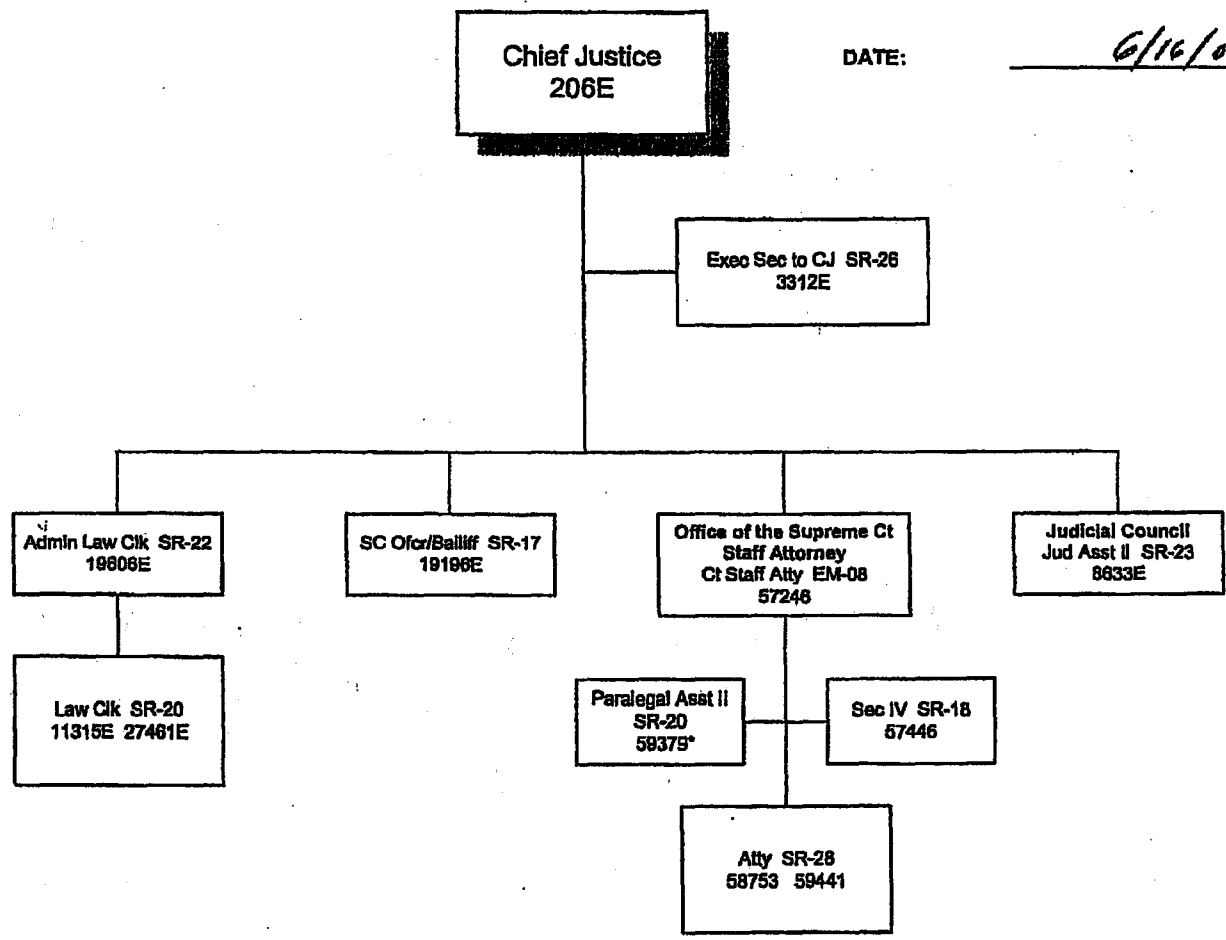 Chief Justice
206E
DATE:
6/16/0
Exec Sec to CJ SR-26
3312E
Admin Law Clk SR-22
19606E
SC Ofcr/Bailiff SR-17
19196E
Office of the Supreme Ct
Staff Attorney
Ct Staff Atty EM-08
57246
Judicial Council
Jud Asst II SR-23
8633E
Law Clk SR-20
11315E 27461E
Paralegal Asst II
SR-20
59379*
Sec IV SR-18
57446
Atty SR-28
58753 59441